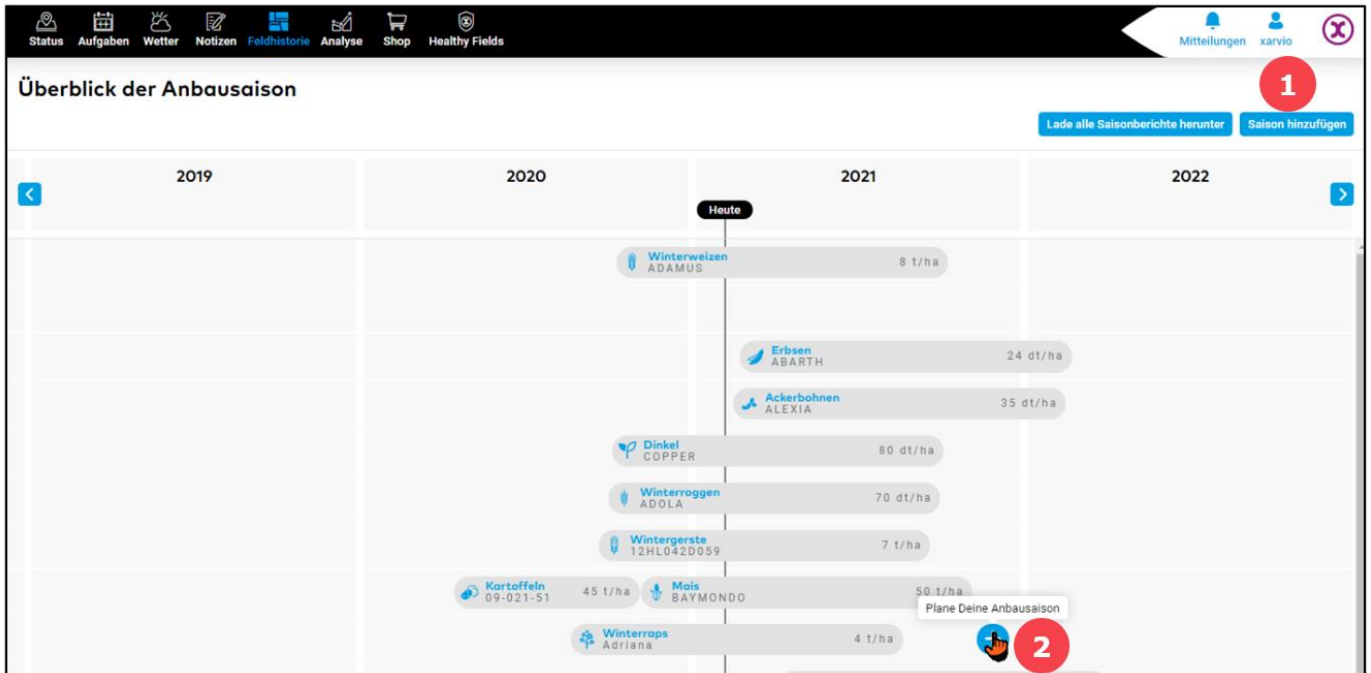 Status Aufgaben Wetter Notizen Feldhistorie Analyse Shop Healthy Fields Mitteilungen xarvio
Überblick der Anbausaison
1
Lade alle Saisonberichte herunter Saison hinzufügen
2019 2020 2021 2022
Heute
Winterweizen
ADAMUS 8 t/ha
Erbsen
ABARTH 24 dt/ha
Ackerbohnen
ALEXIA 35 dt/ha
Dinkel
COPPER 80 dt/ha
Winterroggen
ADOLA 70 dt/ha
Wintergerste
12HL042D059 7 t/ha
Kartoffeln 45 t/ha Mais 50 t/ha
09-021-51 BAYMONDO
Plane Deine Anbausaison
Winterraps
Adriana 4 t/ha
2